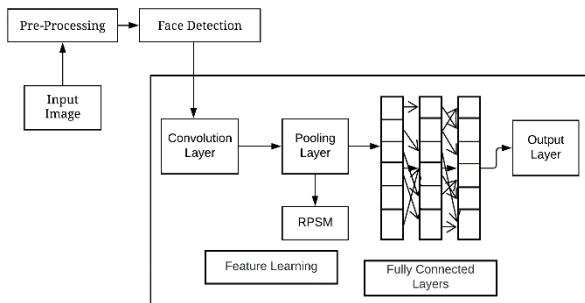 Pre-Processing
Face Detection
Input
Image
Convolution
Layer
Pooling
Layer
Output
Layer
RPSM
Feature Learning
Fully Connected
Layers